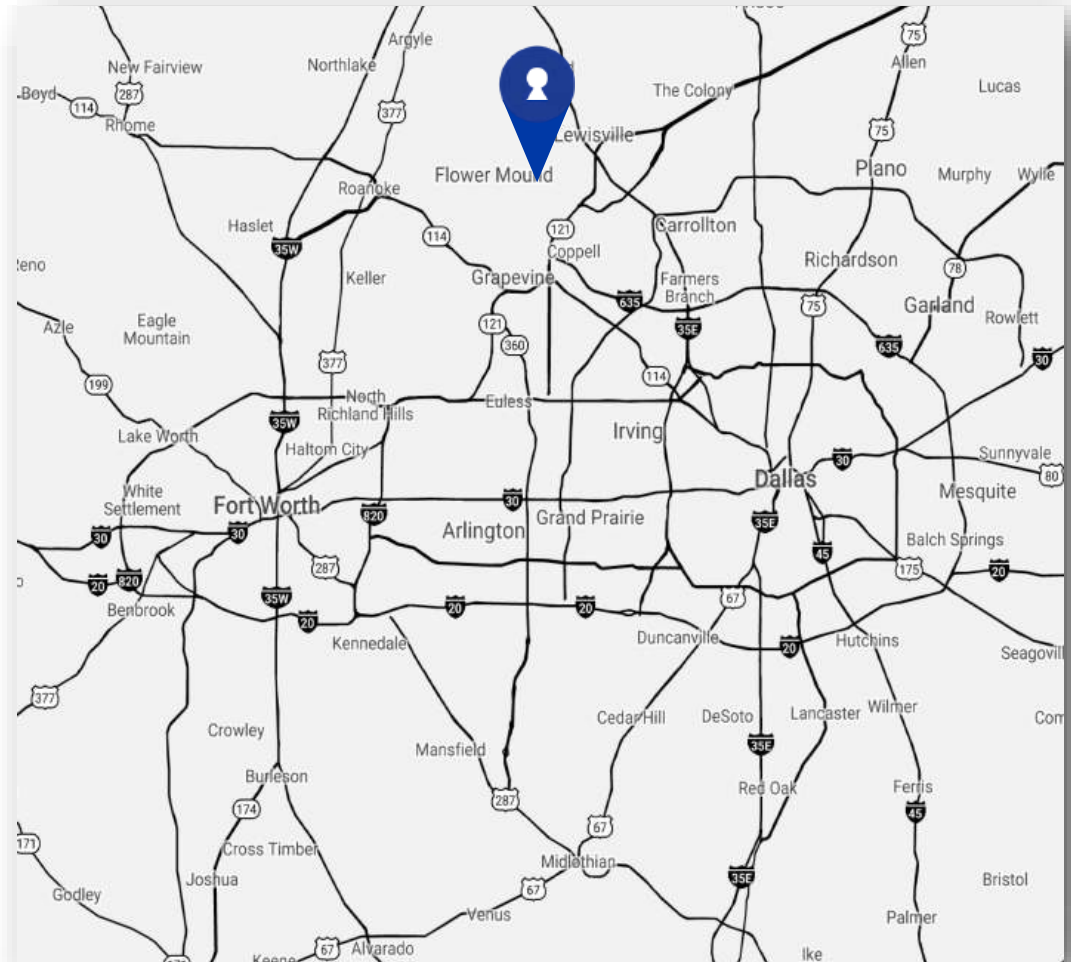 Argyle
75
New Fairview
Northlake
Allen
Boyd
287
The Colony
Lucas
114
377
Rhome
75
Lewisville
Flower Mound
Plano
Murphy
Wylie
Roanoke
Haslet
121
Carrollton
35W
114
Coppell
Richardson
Keller
Grapevine
Farmers
Branch
78
635
75
Garland
Rowlett
Azle
Eagle
Mountain
121
35E
360
635
30
377
114
199
North
Richland Hills
Euless
35W
Irving
Lake Worth
Haltom City
30
Sunnyvale
80
Dallas
White
Settlement
Fort Worth
30
Mesquite
820
Grand Prairie
35E
30
30
Arlington
45
Balch Springs
287
175
20
20
820
35W
67
Benbrook
20
20
20
Kennedale
Duncanville
20
Hutchins
377
Crowley
Cedar Hill
DeSoto
Lancaster
Wilmer
Mansfield
35E
Burleson
Red Oak
Ferris
174
287
45
67
171
Cross Timber
Midlothian
Joshua
35E
Bristol
Godley
67
Venus
Palmer
67
Alvarado
Ike
Keene